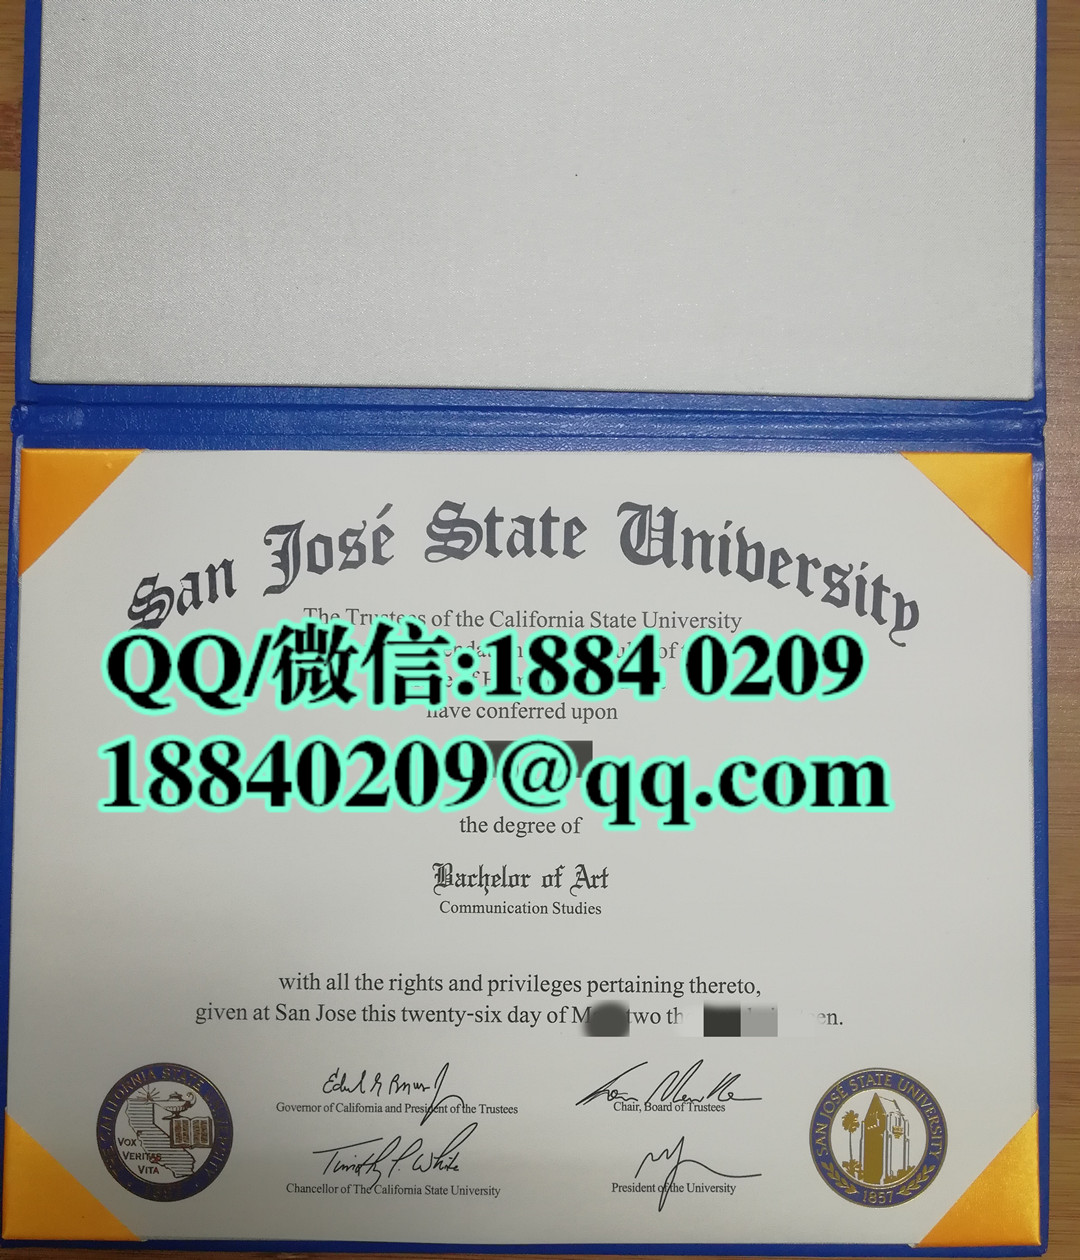 San José State University
The Trustees of the California State University
QQ/微信:1884 0209
have conferred upon
18840209@qq.com
the degree of
Bachelor of Art
Communication Studies
with all the rights and privileges pertaining thereto,
given at San Jose this twenty-six day of two
Governor of California and President of the Trustees
Chair, Board of Trustees
Chancellor of The California State University
President of the University
VOX
VERITAS
VITA
SAN JOSÉ STATE UNIVERSITY
1857